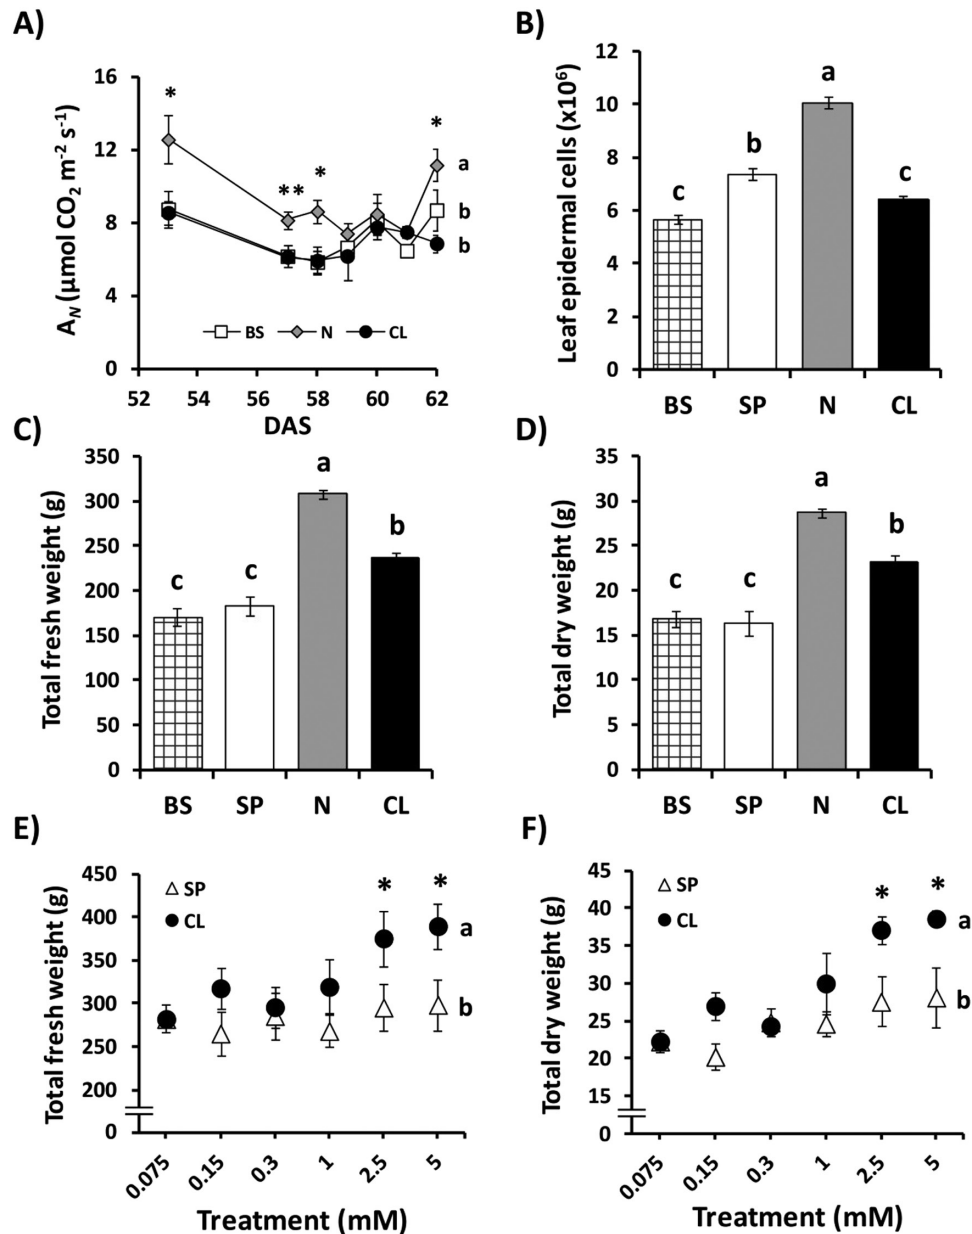 A)
A_N (μmol CO₂ m⁻² s⁻¹)
16
12
8
4
0
*
**
*
*
a
b
b
BS N CL
52 54 56 58 60 62
DAS
B)
Leaf epidermal cells (x10⁶)
12
10
8
6
4
2
0
c
b
a
c
BS SP N CL
C)
Total fresh weight (g)
350
300
250
200
150
100
50
0
c
c
a
b
BS SP N CL
D)
Total dry weight (g)
35
30
25
20
15
10
5
0
c
c
a
b
BS SP N CL
E)
Total fresh weight (g)
450
400
350
300
250
200
0
SP
CL
*
*
a
b
0.075 0.15 0.3 1 2.5 5
Treatment (mM)
F)
Total dry weight (g)
45
40
35
30
25
20
15
0
SP
CL
*
*
a
b
0.075 0.15 0.3 1 2.5 5
Treatment (mM)